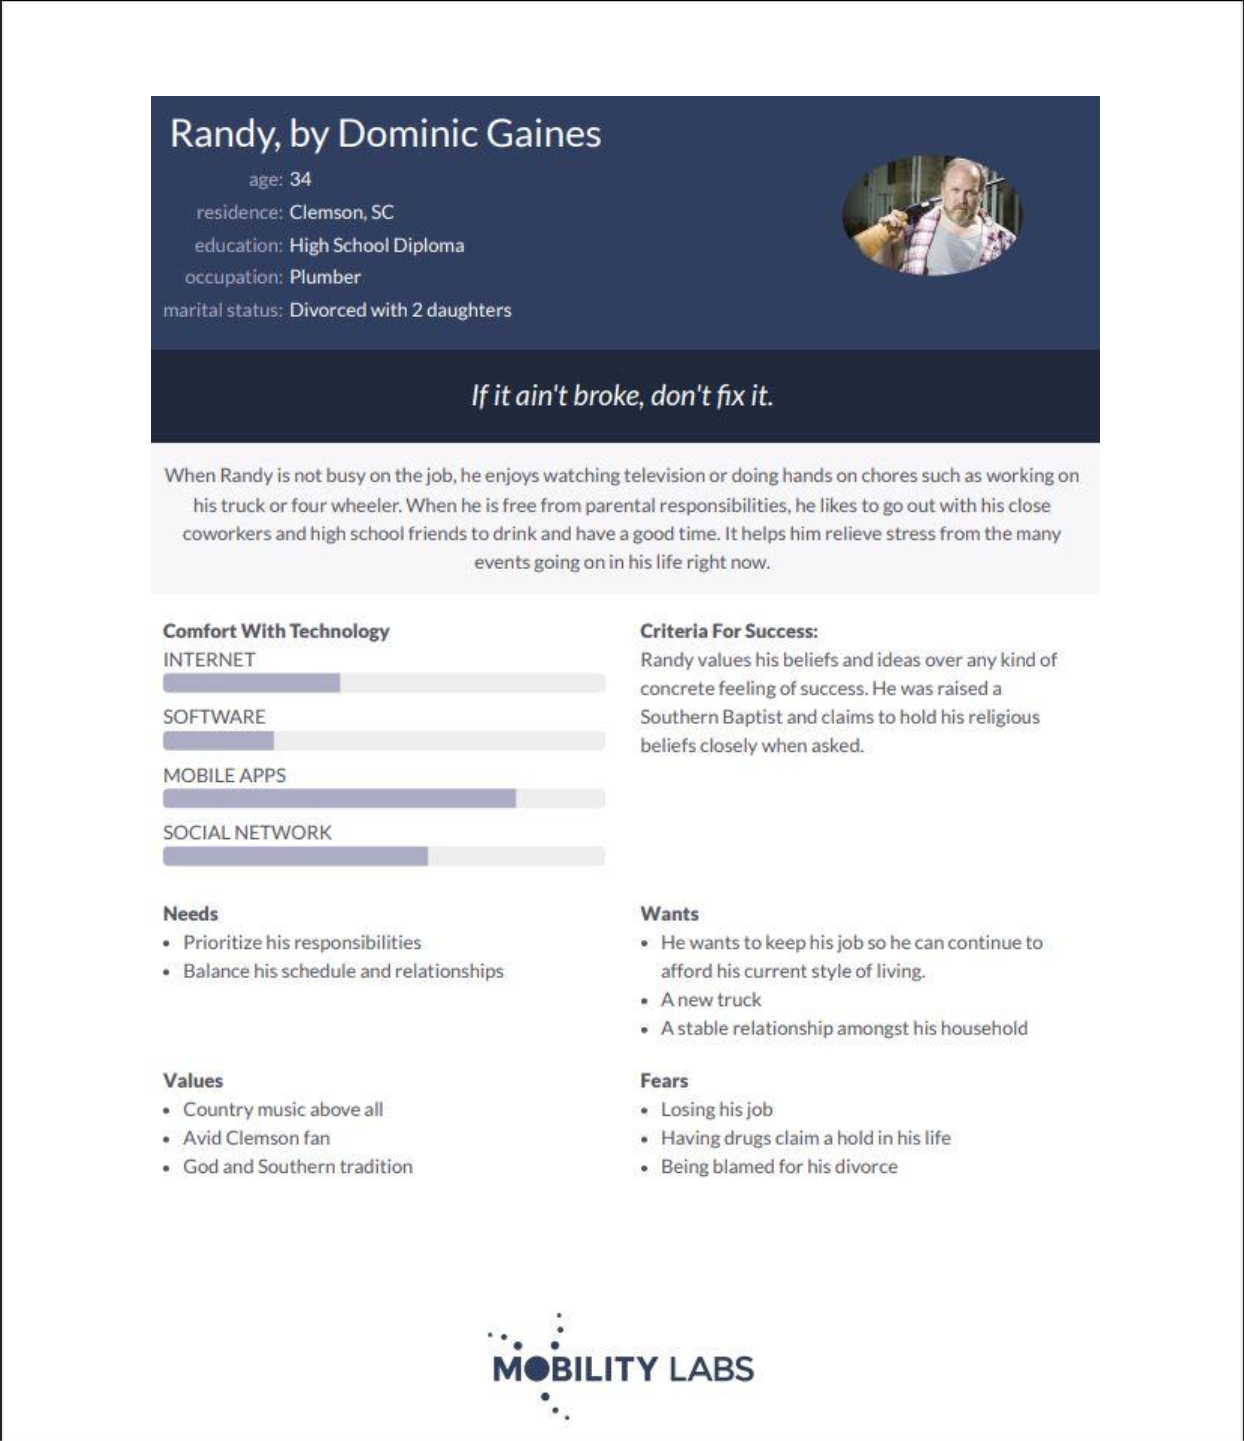 Randy, by Dominic Gaines
age: 34
residence: Clemson, SC
education: High School Diploma
occupation: Plumber
marital status: Divorced with 2 daughters
If it ain't broke, don't fix it.
When Randy is not busy on the job, he enjoys watching television or doing hands on chores such as working on
his truck or four wheeler. When he is free from parental responsibilities, he likes to go out with his close
coworkers and high school friends to drink and have a good time. It helps him relieve stress from the many
events going on in his life right now.
Comfort With Technology
INTERNET
SOFTWARE
MOBILE APPS
SOCIAL NETWORK
Criteria For Success:
Randy values his beliefs and ideas over any kind of
concrete feeling of success. He was raised a
Southern Baptist and claims to hold his religious
beliefs closely when asked.
Needs
• Prioritize his responsibilities
• Balance his schedule and relationships
Wants
• He wants to keep his job so he can continue to
afford his current style of living.
• A new truck
• A stable relationship amongst his household
Values
• Country music above all
• Avid Clemson fan
• God and Southern tradition
Fears
• Losing his job
• Having drugs claim a hold in his life
• Being blamed for his divorce
MOBILITY LABS